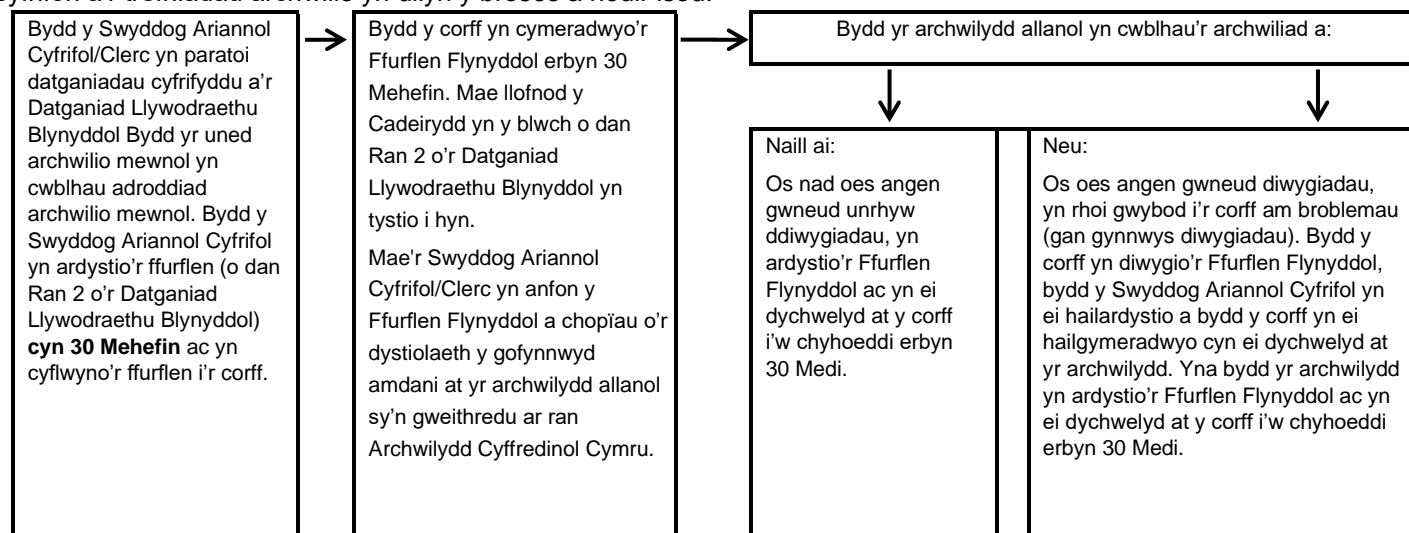 Bydd y Swyddog Ariannol
Cyfrifol/Clerc yn paratoi
datganiadau cyfrifyddu a'r
Datganiad Llywodraethu
Blynyddol Bydd yr uned
archwilio mewnol yn
cwblhau adroddiad
archwilio mewnol. Bydd y
Swyddog Ariannol Cyfrifol
yn ardystio'r ffurflen (o dan
Ran 2 o'r Datganiad
Llywodraethu Blynyddol)
cyn 30 Mehefin ac yn
cyflwyno'r ffurflen i'r corff.
Bydd y corff yn cymeradwyo'r
Ffurflen Flynyddol erbyn 30
Mehefin. Mae llofnod y
Cadeirydd yn y blwch o dan
Ran 2 o'r Datganiad
Llywodraethu Blynyddol yn
tystio i hyn.
Mae'r Swyddog Ariannol
Cyfrifol/Clerc yn anfon y
Ffurflen Flynyddol a chopïau o'r
dystiolaeth y gofynnwyd
amdani at yr archwilydd allanol
sy'n gweithredu ar ran
Archwilydd Cyffredinol Cymru.
Bydd yr archwilydd allanol yn cwblhau'r archwiliad a:
Naill ai:
Os nad oes angen
gwneud unrhyw
ddiwygiadau, yn
ardystio'r Ffurflen
Flynyddol ac yn ei
dychwelyd at y corff
i'w chyhoeddi erbyn
30 Medi.
Neu:
Os oes angen gwneud diwygiadau,
yn rhoi gwybod i'r corff am broblemau
(gan gynnwys diwygiadau). Bydd y
corff yn diwygio'r Ffurflen Flynyddol,
bydd y Swyddog Ariannol Cyfrifol yn
ei hailardystio a bydd y corff yn ei
hailgymeradwyo cyn ei dychwelyd at
yr archwilydd. Yna bydd yr archwilydd
yn ardystio'r Ffurflen Flynyddol ac yn
ei dychwelyd at y corff i'w chyhoeddi
erbyn 30 Medi.